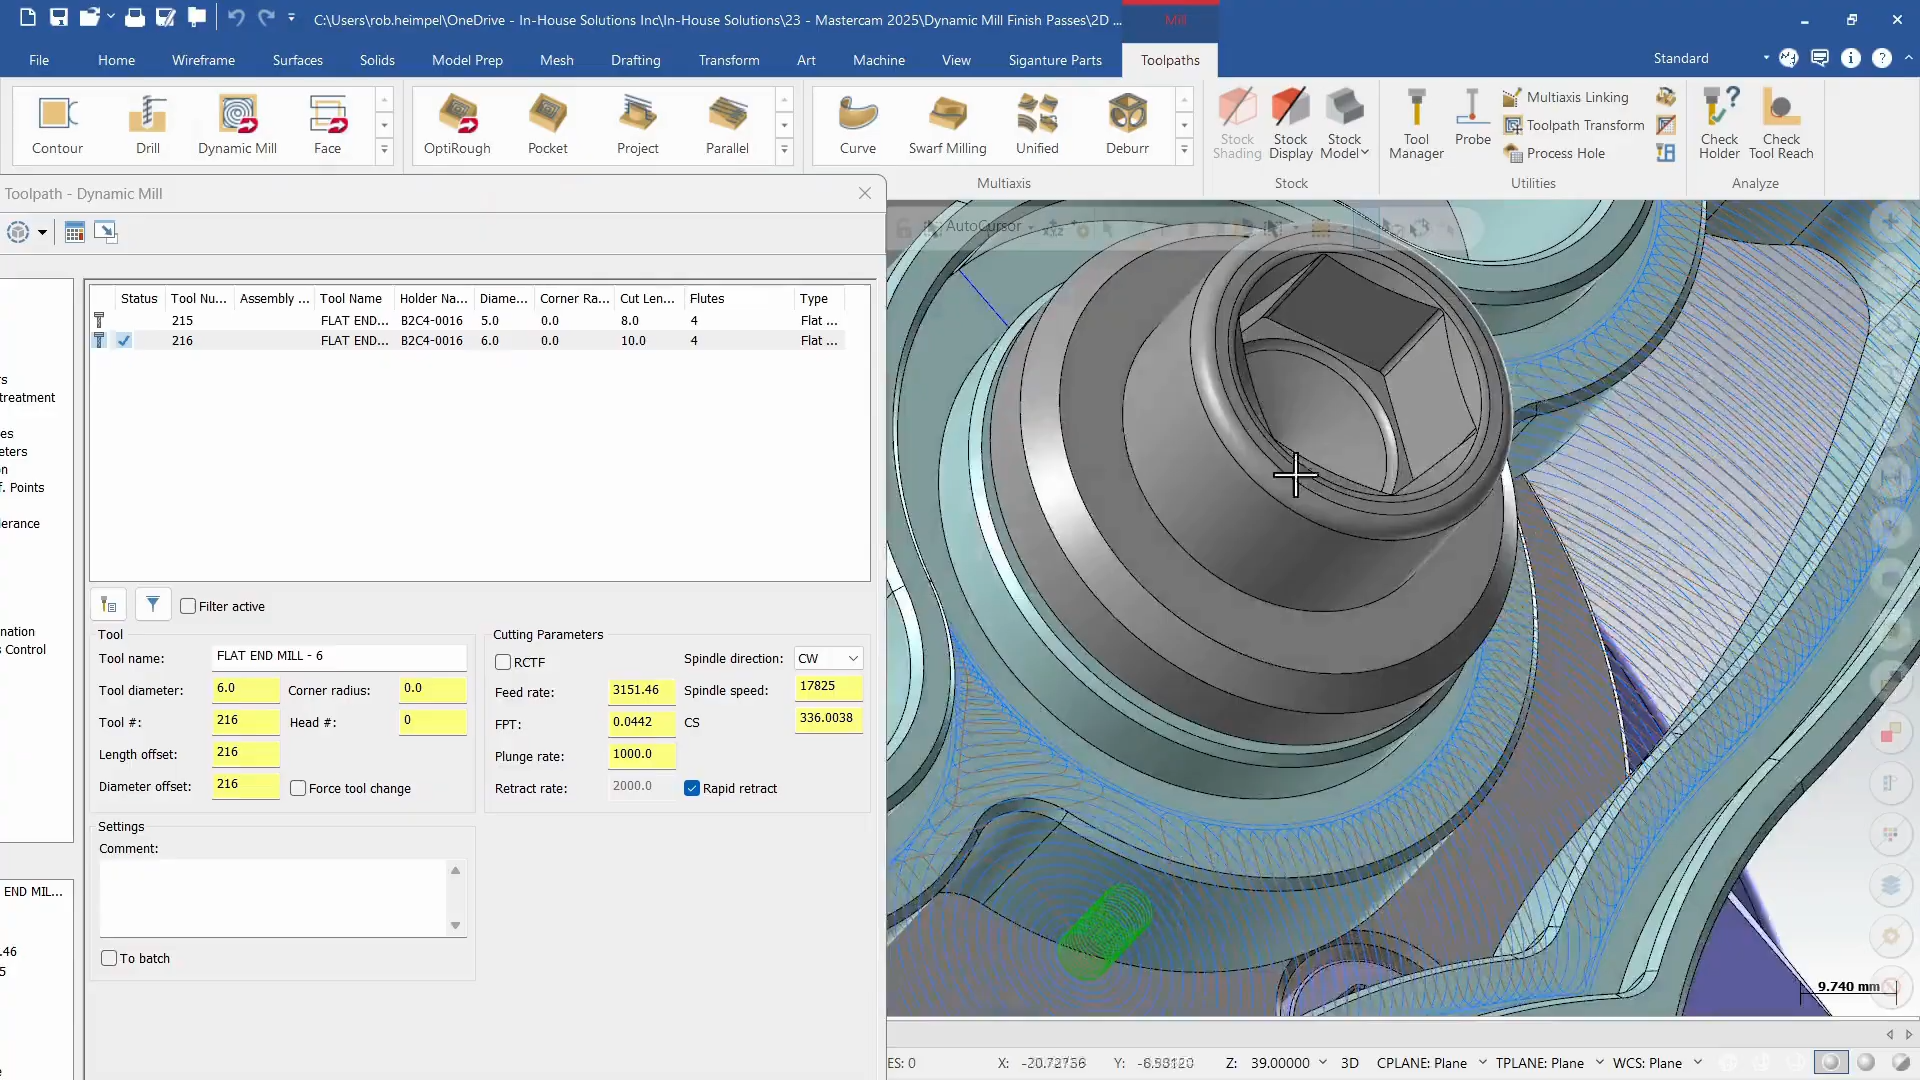 C:\Users\rob.heimpel\OneDrive - In-House Solutions Inc\In-House Solutions\23 - Mastercam 2025\Dynamic Mill Finish Passes\2D ...
Mill
File Home Wireframe Surfaces Solids Model Prep Mesh Drafting Transform Art Machine View Siganture Parts Toolpaths Standard
Contour Drill Dynamic Mill Face OptiRough Pocket Project Parallel Curve Swarf Milling Unified Deburr
Stock Shading
Stock Display
Stock Model
Tool Manager
Probe
Multiaxis Linking
Toolpath Transform
Process Hole
Check Holder
Check Tool Reach
Multiaxis Stock Utilities Analyze
Toolpath - Dynamic Mill
AutoCursor
Status Tool Nu... Assembly ... Tool Name Holder Na... Diame... Corner Ra... Cut Len... Flutes Type
215 FLAT END... B2C4-0016 5.0 0.0 8.0 4 Flat ...
216 FLAT END... B2C4-0016 6.0 0.0 10.0 4 Flat ...
s
treatment
es
eters
n
f. Points
erance
nation
s Control
Filter active
Tool
Tool name: FLAT END MILL - 6
Tool diameter: 6.0 Corner radius: 0.0
Tool #: 216 Head #: 0
Length offset: 216
Diameter offset: 216 Force tool change
Cutting Parameters
RCTF Spindle direction: CW
Feed rate: 3151.46 Spindle speed: 17825
FPT: 0.0442 CS 336.0038
Plunge rate: 1000.0
Retract rate: 2000.0 Rapid retract
Settings
Comment:
To batch
END MIL...
.46
5
9.740 mm
ES: 0 X: Y: Z: 39.00000 3D CPLANE: Plane TPLANE: Plane WCS: Plane